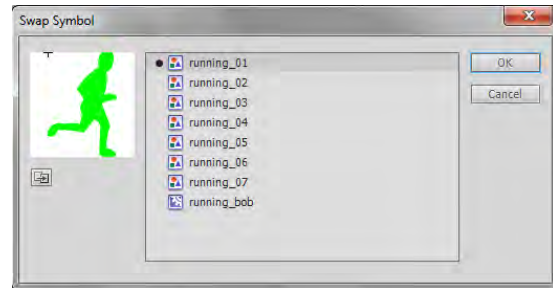 Swap Symbol
running_01
running_02
running_03
running_04
running_05
running_06
running_07
running_bob
OK
Cancel